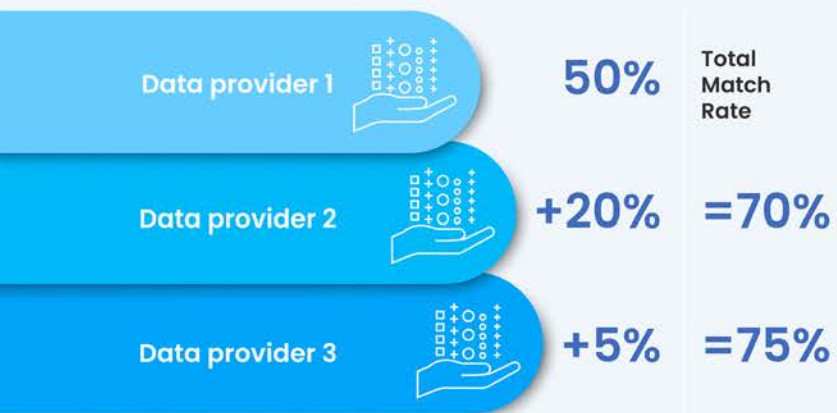 Data provider 1
50%
Total
Match
Rate
Data provider 2
+20%
=70%
Data provider 3
+5%
=75%